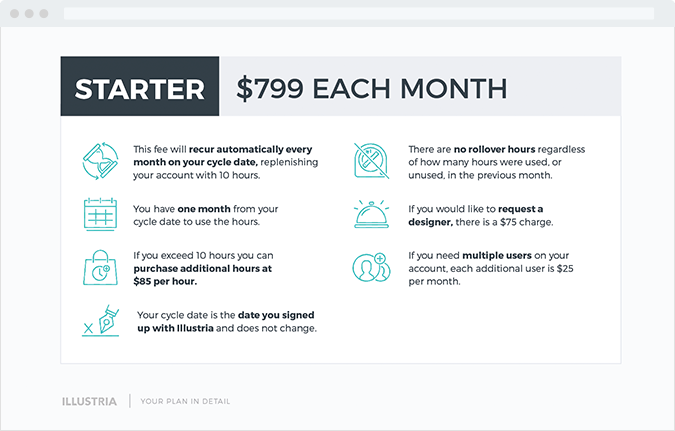 STARTER
$799 EACH MONTH
This fee will recur automatically every
month on your cycle date, replenishing
your account with 10 hours.
You have one month from your
cycle date to use the hours.
If you exceed 10 hours you can
purchase additional hours at
$85 per hour.
Your cycle date is the date you signed
up with Illustria and does not change.
There are no rollover hours regardless
of how many hours were used, or
unused, in the previous month.
If you would like to request a
designer, there is a $75 charge.
If you need multiple users on your
account, each additional user is $25
per month.
ILLUSTRIA
YOUR PLAN IN DETAIL